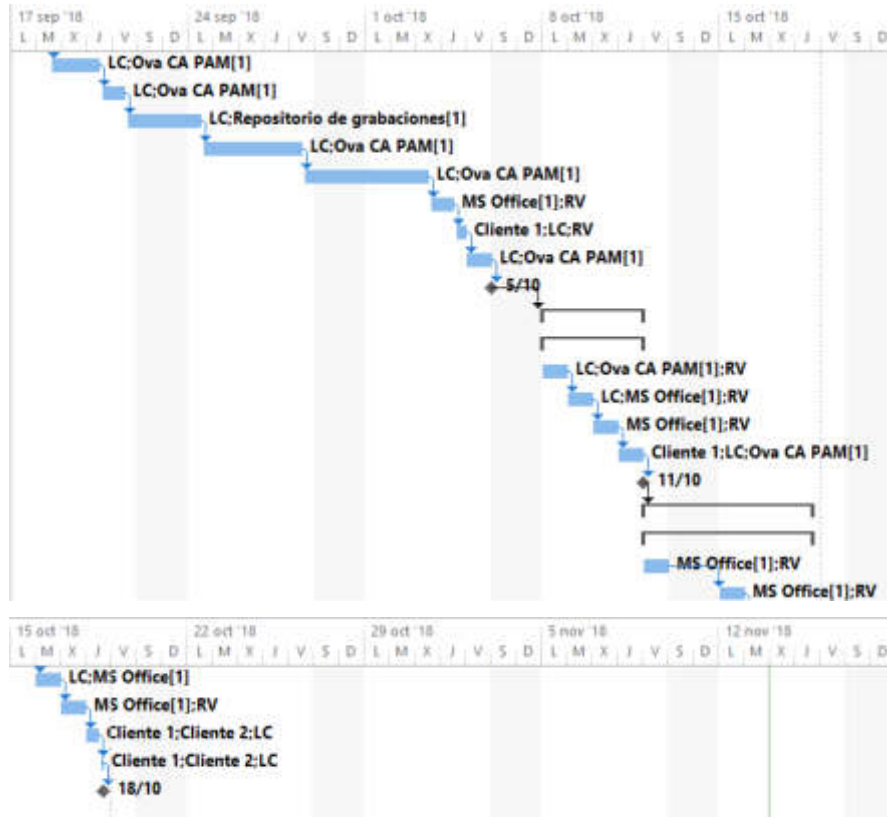 17 sep '18 24 sep '18 1 oct '18 8 oct '18 15 oct '18
L M X J V S D L M X J V S D L M X J V S D L M X J V S D L M X J V S D
LC;Ova CA PAM[1]
LC;Ova CA PAM[1]
LC;Repositorio de grabaciones[1]
LC;Ova CA PAM[1]
LC;Ova CA PAM[1]
MS Office[1];RV
Cliente 1;LC;RV
LC;Ova CA PAM[1]
5/10
LC;Ova CA PAM[1];RV
LC;MS Office[1];RV
MS Office[1];RV
Cliente 1;LC;Ova CA PAM[1]
11/10
MS Office[1];RV
MS Office[1];RV
15 oct '18 22 oct '18 29 oct '18 5 nov '18 12 nov '18
L M X J V S D L M X J V S D L M X J V S D L M X J V S D L M X J V S D
LC;MS Office[1]
MS Office[1];RV
Cliente 1;Cliente 2;LC
Cliente 1;Cliente 2;LC
18/10